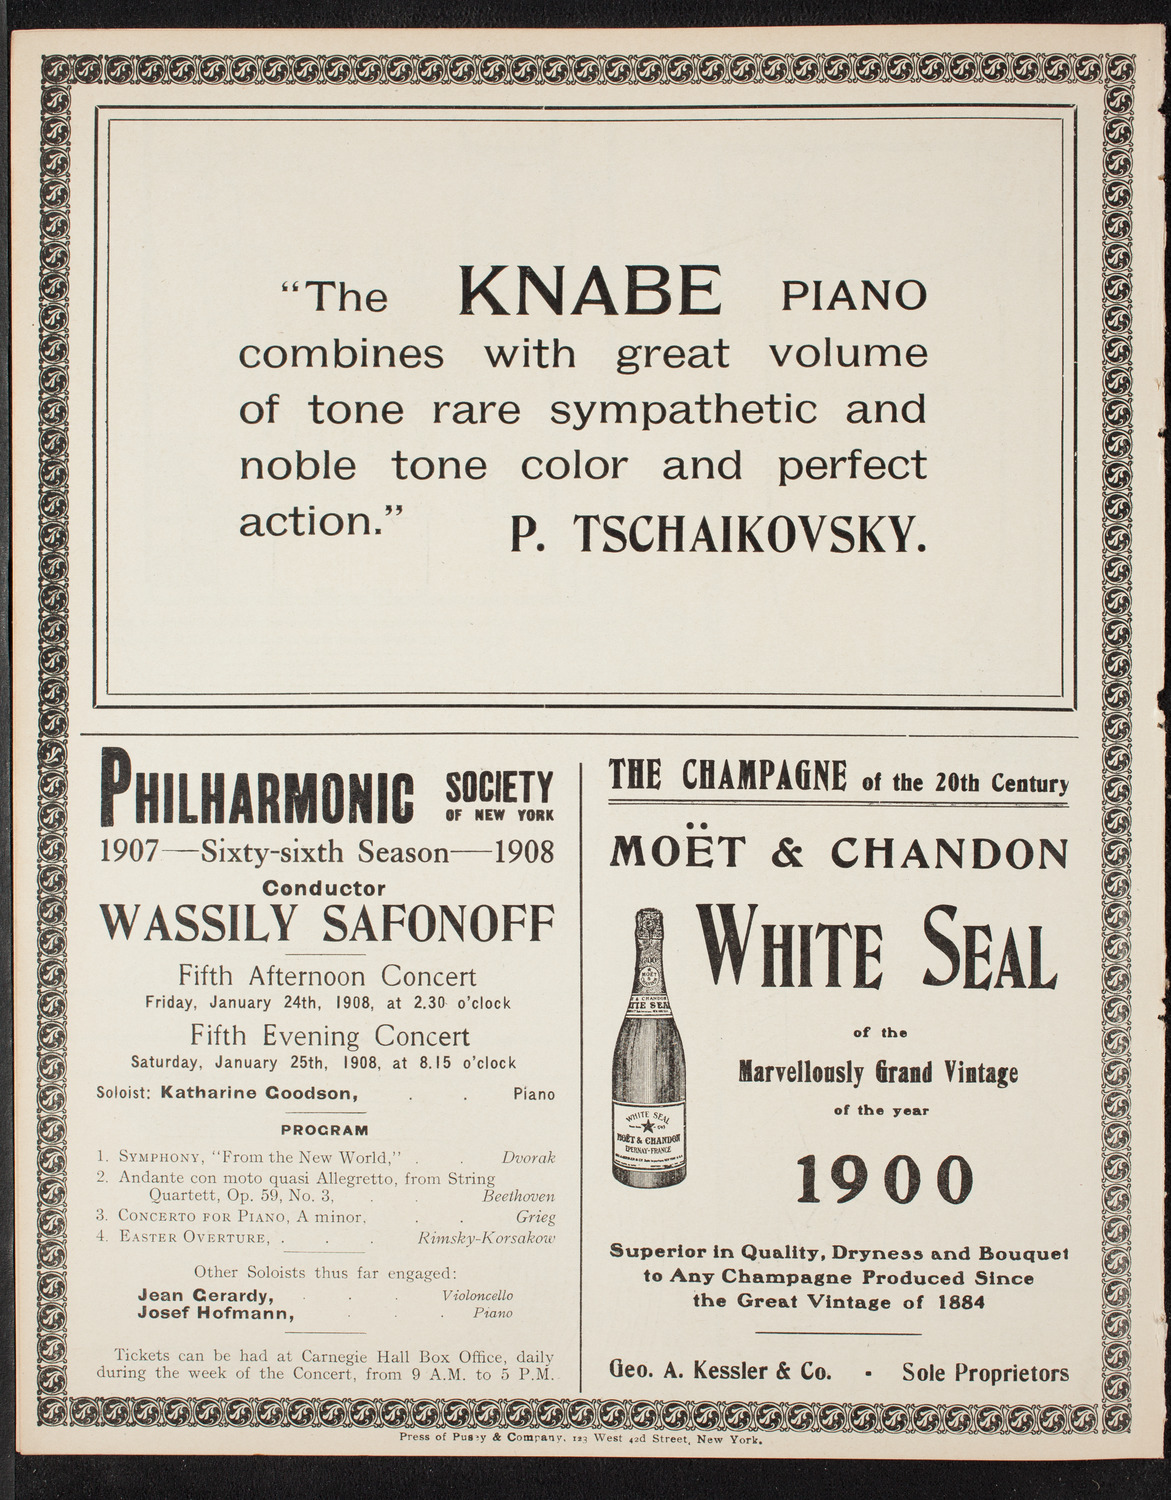 “The KNABE PIANO
combines with great volume
of tone rare sympathetic and
noble tone color and perfect
action.” P. TSCHAIKOVSKY.
PHILHARMONIC SOCIETY
OF NEW YORK
1907—Sixty-sixth Season—1908
Conductor
WASSILY SAFONOFF
Fifth Afternoon Concert
Friday, January 24th, 1908, at 2.30 o'clock
Fifth Evening Concert
Saturday, January 25th, 1908, at 8.15 o'clock
Soloist: Katharine Goodson, . . Piano
PROGRAM
1. SYMPHONY, “From the New World,” . . Dvorak
2. Andante con moto quasi Allegretto, from String
Quartett, Op. 59, No. 3, . . Beethoven
3. CONCERTO FOR PIANO, A minor, . . Grieg
4. EASTER OVERTURE, . . . Rimsky-Korsakow
Other Soloists thus far engaged:
Jean Gerardy, . . . Violoncello
Josef Hofmann, . . . Piano
Tickets can be had at Carnegie Hall Box Office, daily
during the week of the Concert, from 9 A.M. to 5 P.M.
THE CHAMPAGNE of the 20th Century
MOËT & CHANDON
WHITE SEAL
of the
Marvellously Grand Vintage
of the year
1900
WHITE SEAL
MOËT & CHANDON
EPERNAY-FRANCE
Superior in Quality, Dryness and Bouquet
to Any Champagne Produced Since
the Great Vintage of 1884
Geo. A. Kessler & Co. - Sole Proprietors
Press of Pusey & Company, 123 West 42d Street, New York.